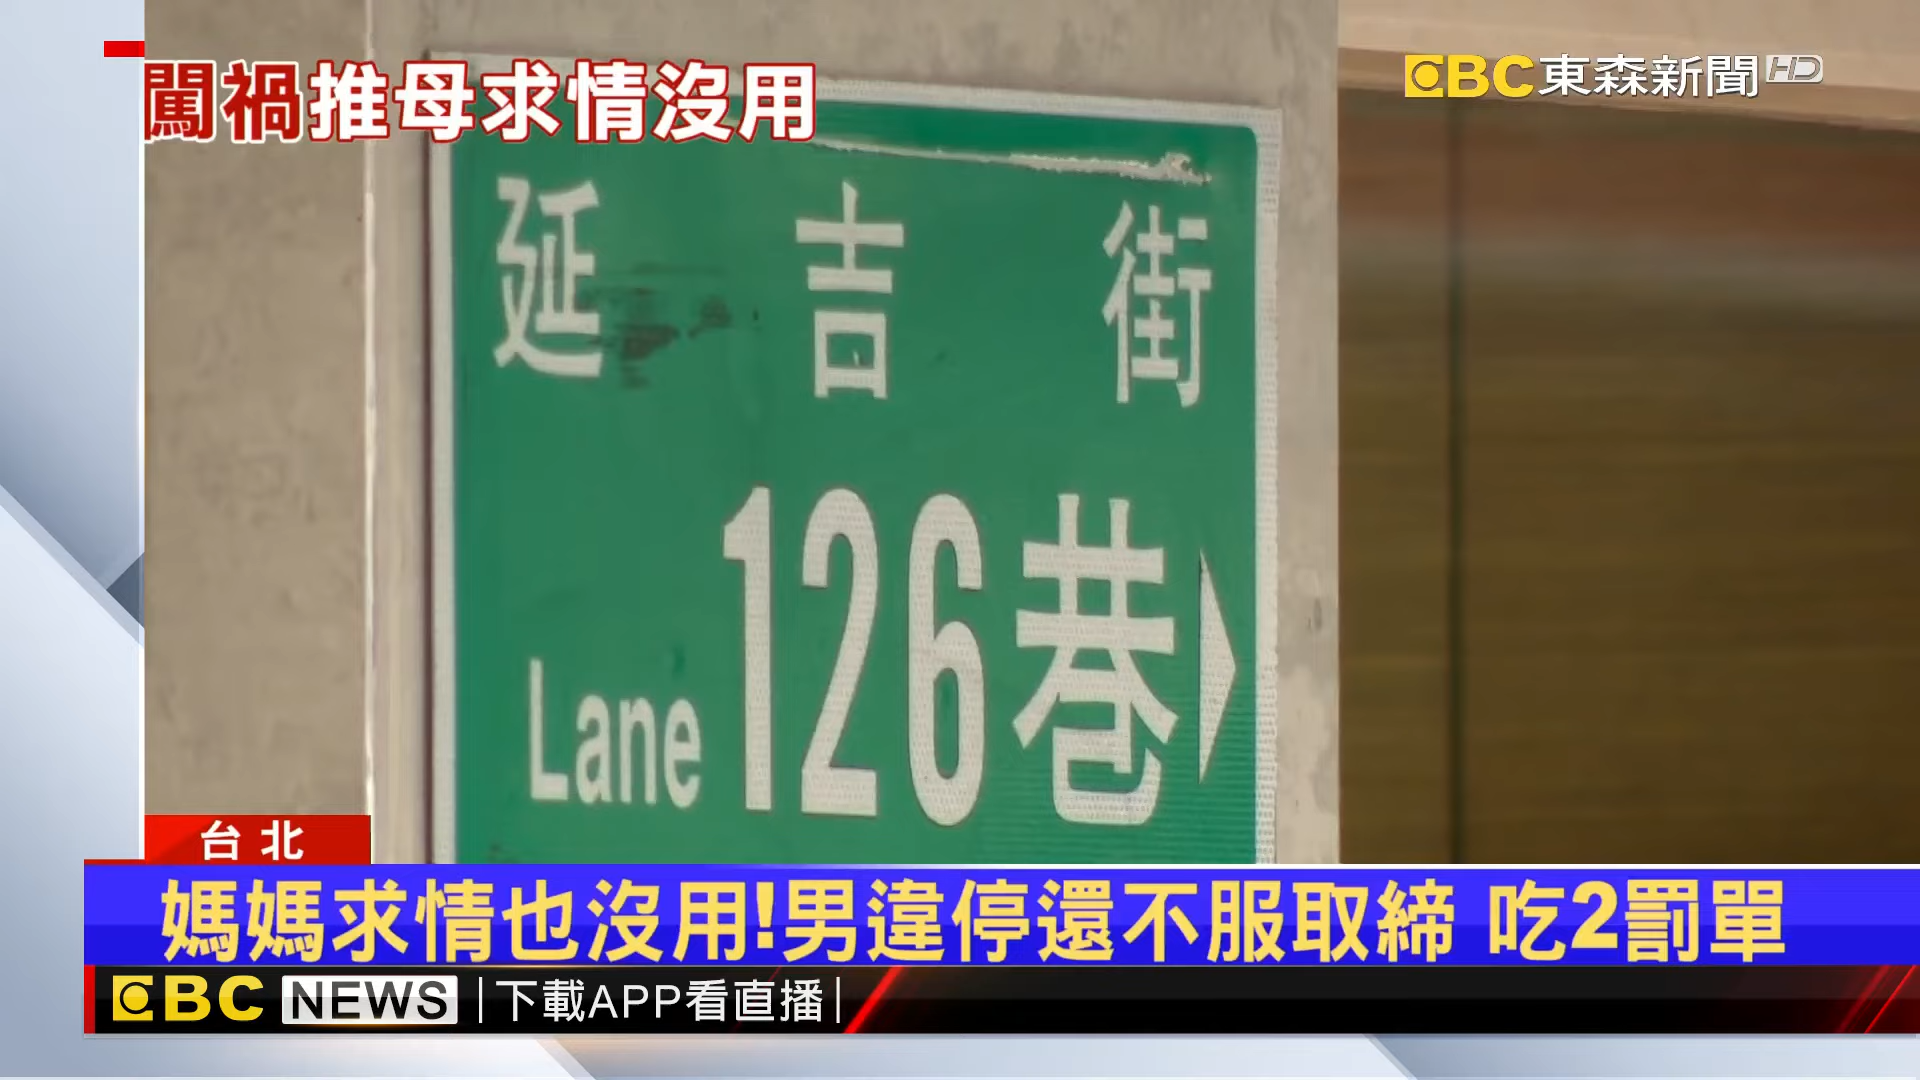 闖禍推母求情沒用
EBC東森新聞HD
延吉街
Lane 126巷
台北
媽媽求情也沒用!男違停還不服取締 吃2罰單
EBC NEWS 下載APP看直播